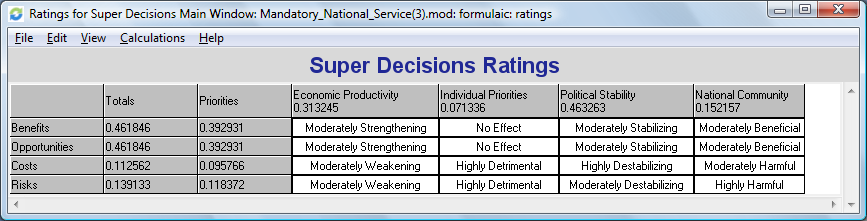 Ratings for Super Decisions Main Window: Mandatory_National_Service(3).mod: formulaic: ratings
File Edit View Calculations Help
Super Decisions Ratings
Totals Priorities Economic Productivity 0.313245 Individual Priorities 0.071336 Political Stability 0.463263 National Community 0.152157
Benefits 0.461846 0.392931 Moderately Strengthening No Effect Moderately Stabilizing Moderately Beneficial
Opportunities 0.461846 0.392931 Moderately Strengthening No Effect Moderately Stabilizing Moderately Beneficial
Costs 0.112562 0.095766 Moderately Weakening Highly Detrimental Highly Destabilizing Moderately Harmful
Risks 0.139133 0.118372 Moderately Weakening Highly Detrimental Moderately Destabilizing Highly Harmful